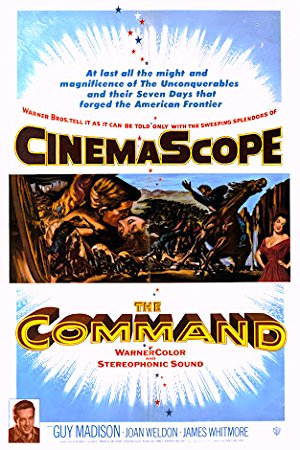 At last all the might and
magnificence of The Unconquerables
and their Seven Days that
forged the American Frontier
WARNER BROS. TELL IT AS IT CAN BE TOLD ONLY WITH THE SWEEPING SPLENDORS OF
CINEMASCOPE
THE
COMMAND
WARNERCOLOR
AND
STEREOPHONIC SOUND
GUY MADISON • JOAN WELDON • JAMES WHITMORE